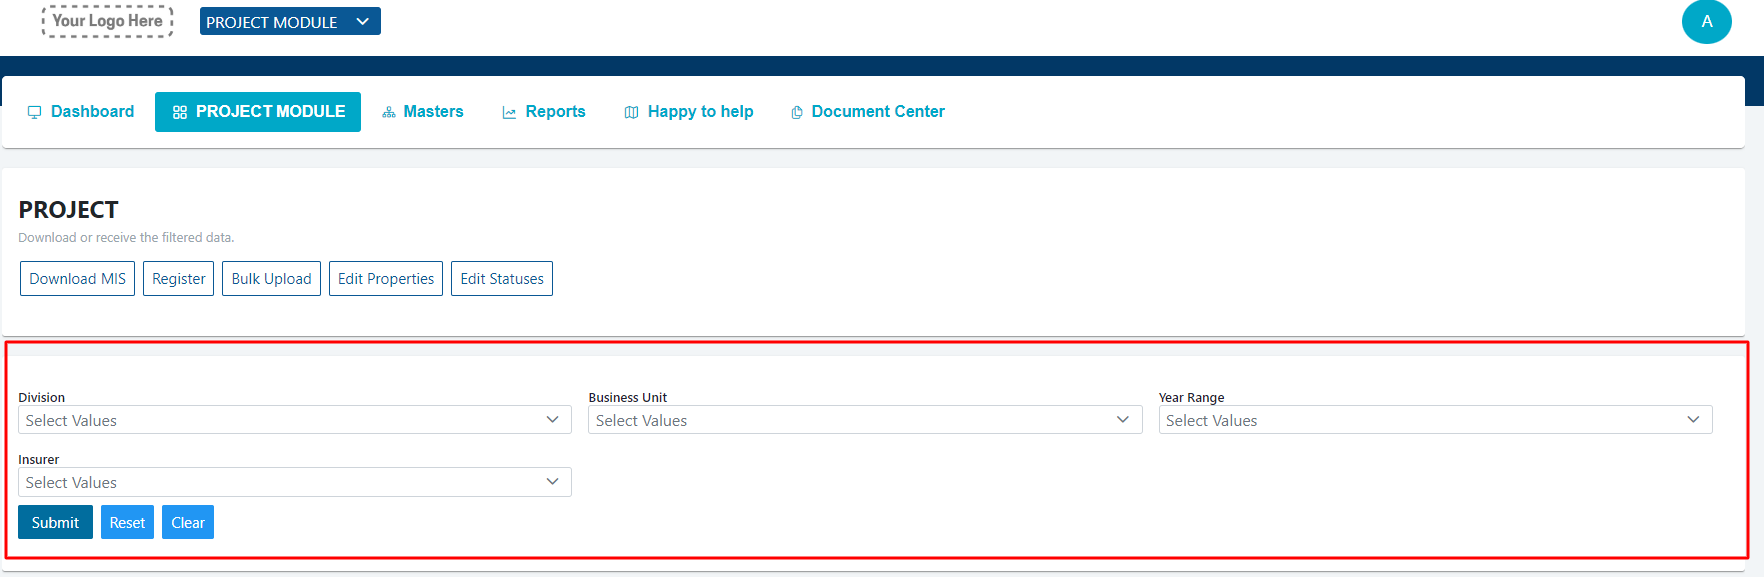 Your Logo Here PROJECT MODULE A
Dashboard PROJECT MODULE Masters Reports Happy to help Document Center
PROJECT
Download or receive the filtered data.
Download MIS Register Bulk Upload Edit Properties Edit Statuses
Division Business Unit Year Range
Select Values Select Values Select Values
Insurer
Select Values
Submit Reset Clear